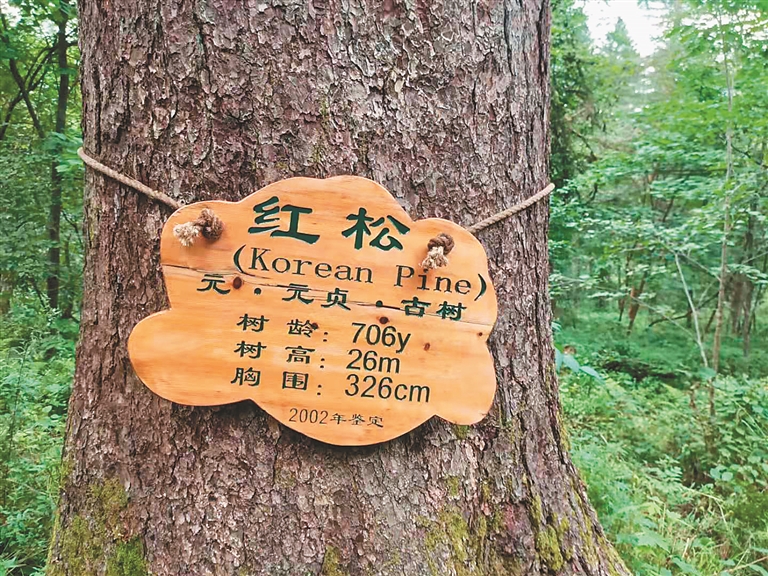 红松
(Korean Pine)
元·元贞·古树
树龄：706y
树高：26m
胸围：326cm
2002年鉴定